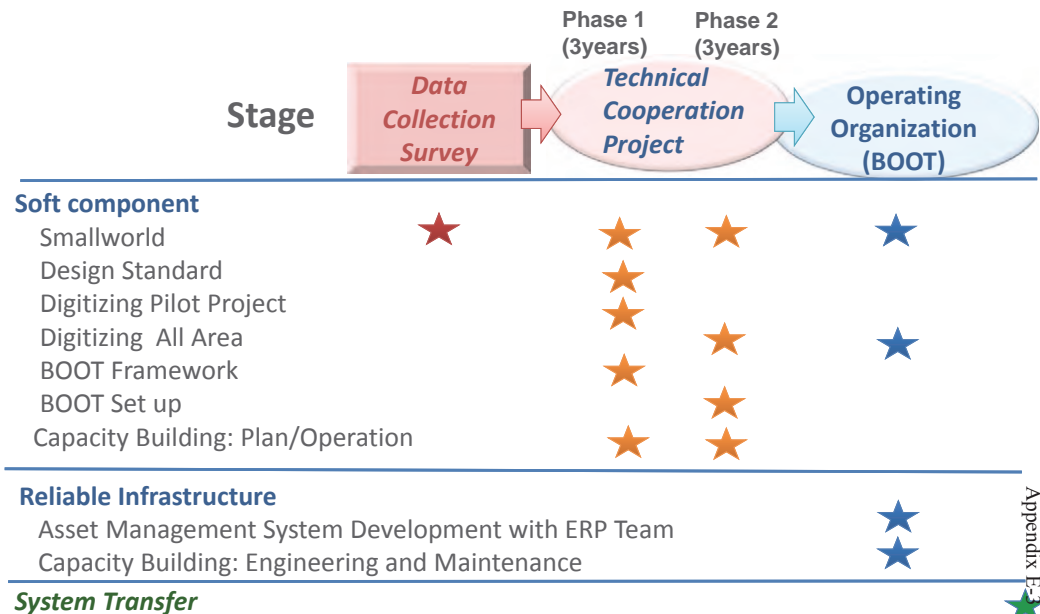 Phase 1
(3years)
Phase 2
(3years)
Stage
Data
Collection
Survey
Technical
Cooperation
Project
Operating
Organization
(BOOT)
Soft component
Smallworld
Design Standard
Digitizing Pilot Project
Digitizing  All Area
BOOT Framework
BOOT Set up
Capacity Building: Plan/Operation
Reliable Infrastructure
Asset Management System Development with ERP Team
Capacity Building: Engineering and Maintenance
System Transfer
Appendix E-3